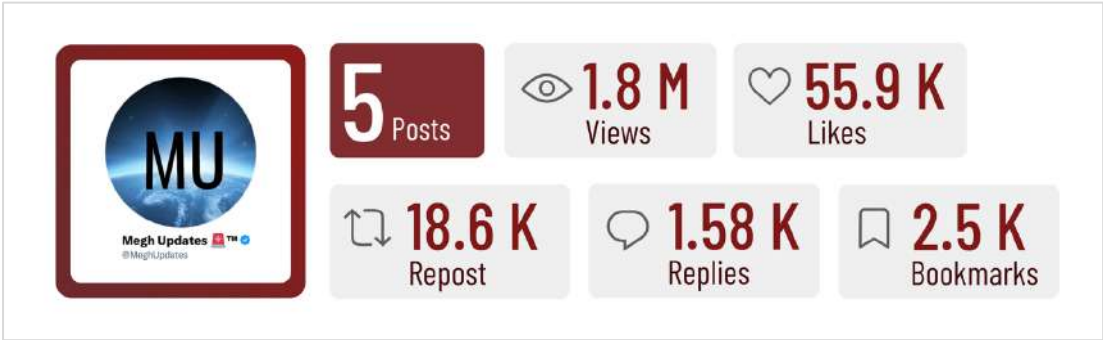 MU
Megh Updates 🚨™
@MeghUpdates
5 Posts
1.8 M
Views
55.9 K
Likes
18.6 K
Repost
1.58 K
Replies
2.5 K
Bookmarks